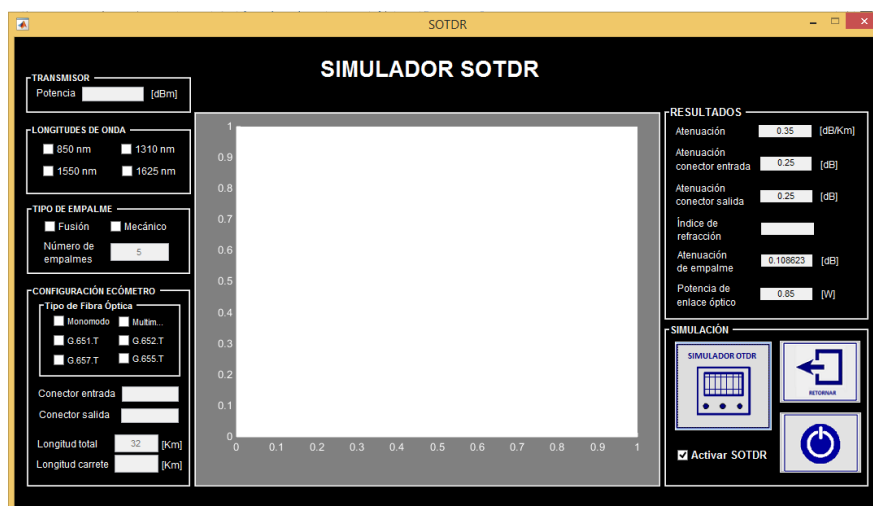 SOTDR
SIMULADOR SOTDR
TRANSMISOR
Potencia [dBm]
LONGITUDES DE ONDA
850 nm 1310 nm
1550 nm 1625 nm
TIPO DE EMPALME
Fusión Mecánico
Número de
empalmes 5
CONFIGURACIÓN ECÓMETRO
Tipo de Fibra Óptica
Monomodo Multim...
G.651.T G.652.T
G.657.T G.655.T
Conector entrada
Conector salida
Longitud total 32 [Km]
Longitud carrete [Km]
1
0.9
0.8
0.7
0.6
0.5
0.4
0.3
0.2
0.1
0
0 0.1 0.2 0.3 0.4 0.5 0.6 0.7 0.8 0.9 1
RESULTADOS
Atenuación 0.35 [dB/Km]
Atenuación
conector entrada 0.25 [dB]
Atenuación
conector salida 0.25 [dB]
Índice de
refracción
Atenuación
de empalme 0.108623 [dB]
Potencia de
enlace óptico 0.85 [W]
SIMULACIÓN
SIMULADOR OTDR
RETORNAR
Activar SOTDR